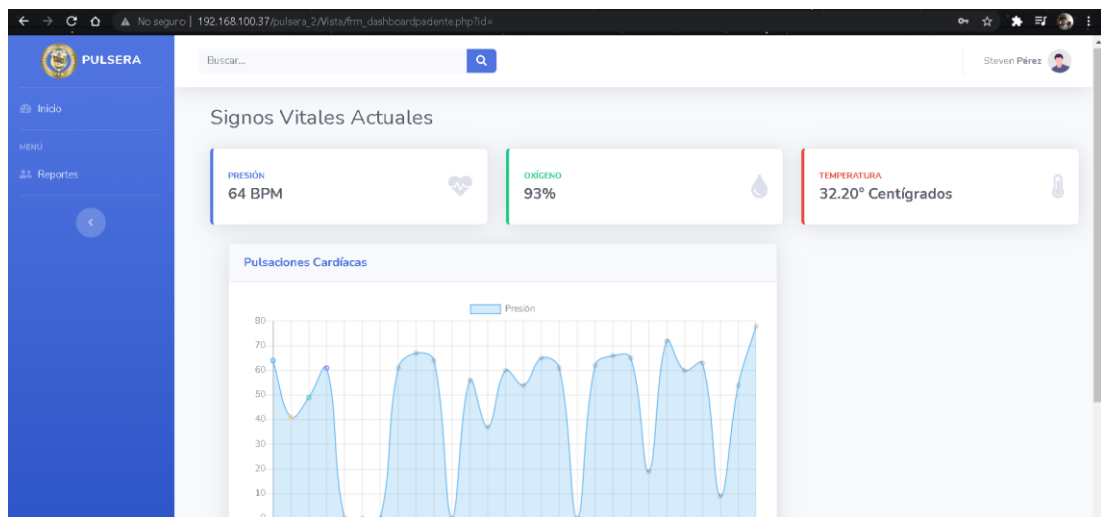 No seguro | 192.168.100.37/pulsera_2/Vista/frm_dashboardpaciente.php?id=
PULSERA
Buscar...
Steven Pérez
Inicio
Signos Vitales Actuales
MENÚ
Reportes
PRESIÓN
64 BPM
OXÍGENO
93%
TEMPERATURA
32.20° Centígrados
Pulsaciones Cardíacas
Presión
80
70
60
50
40
30
20
10
0